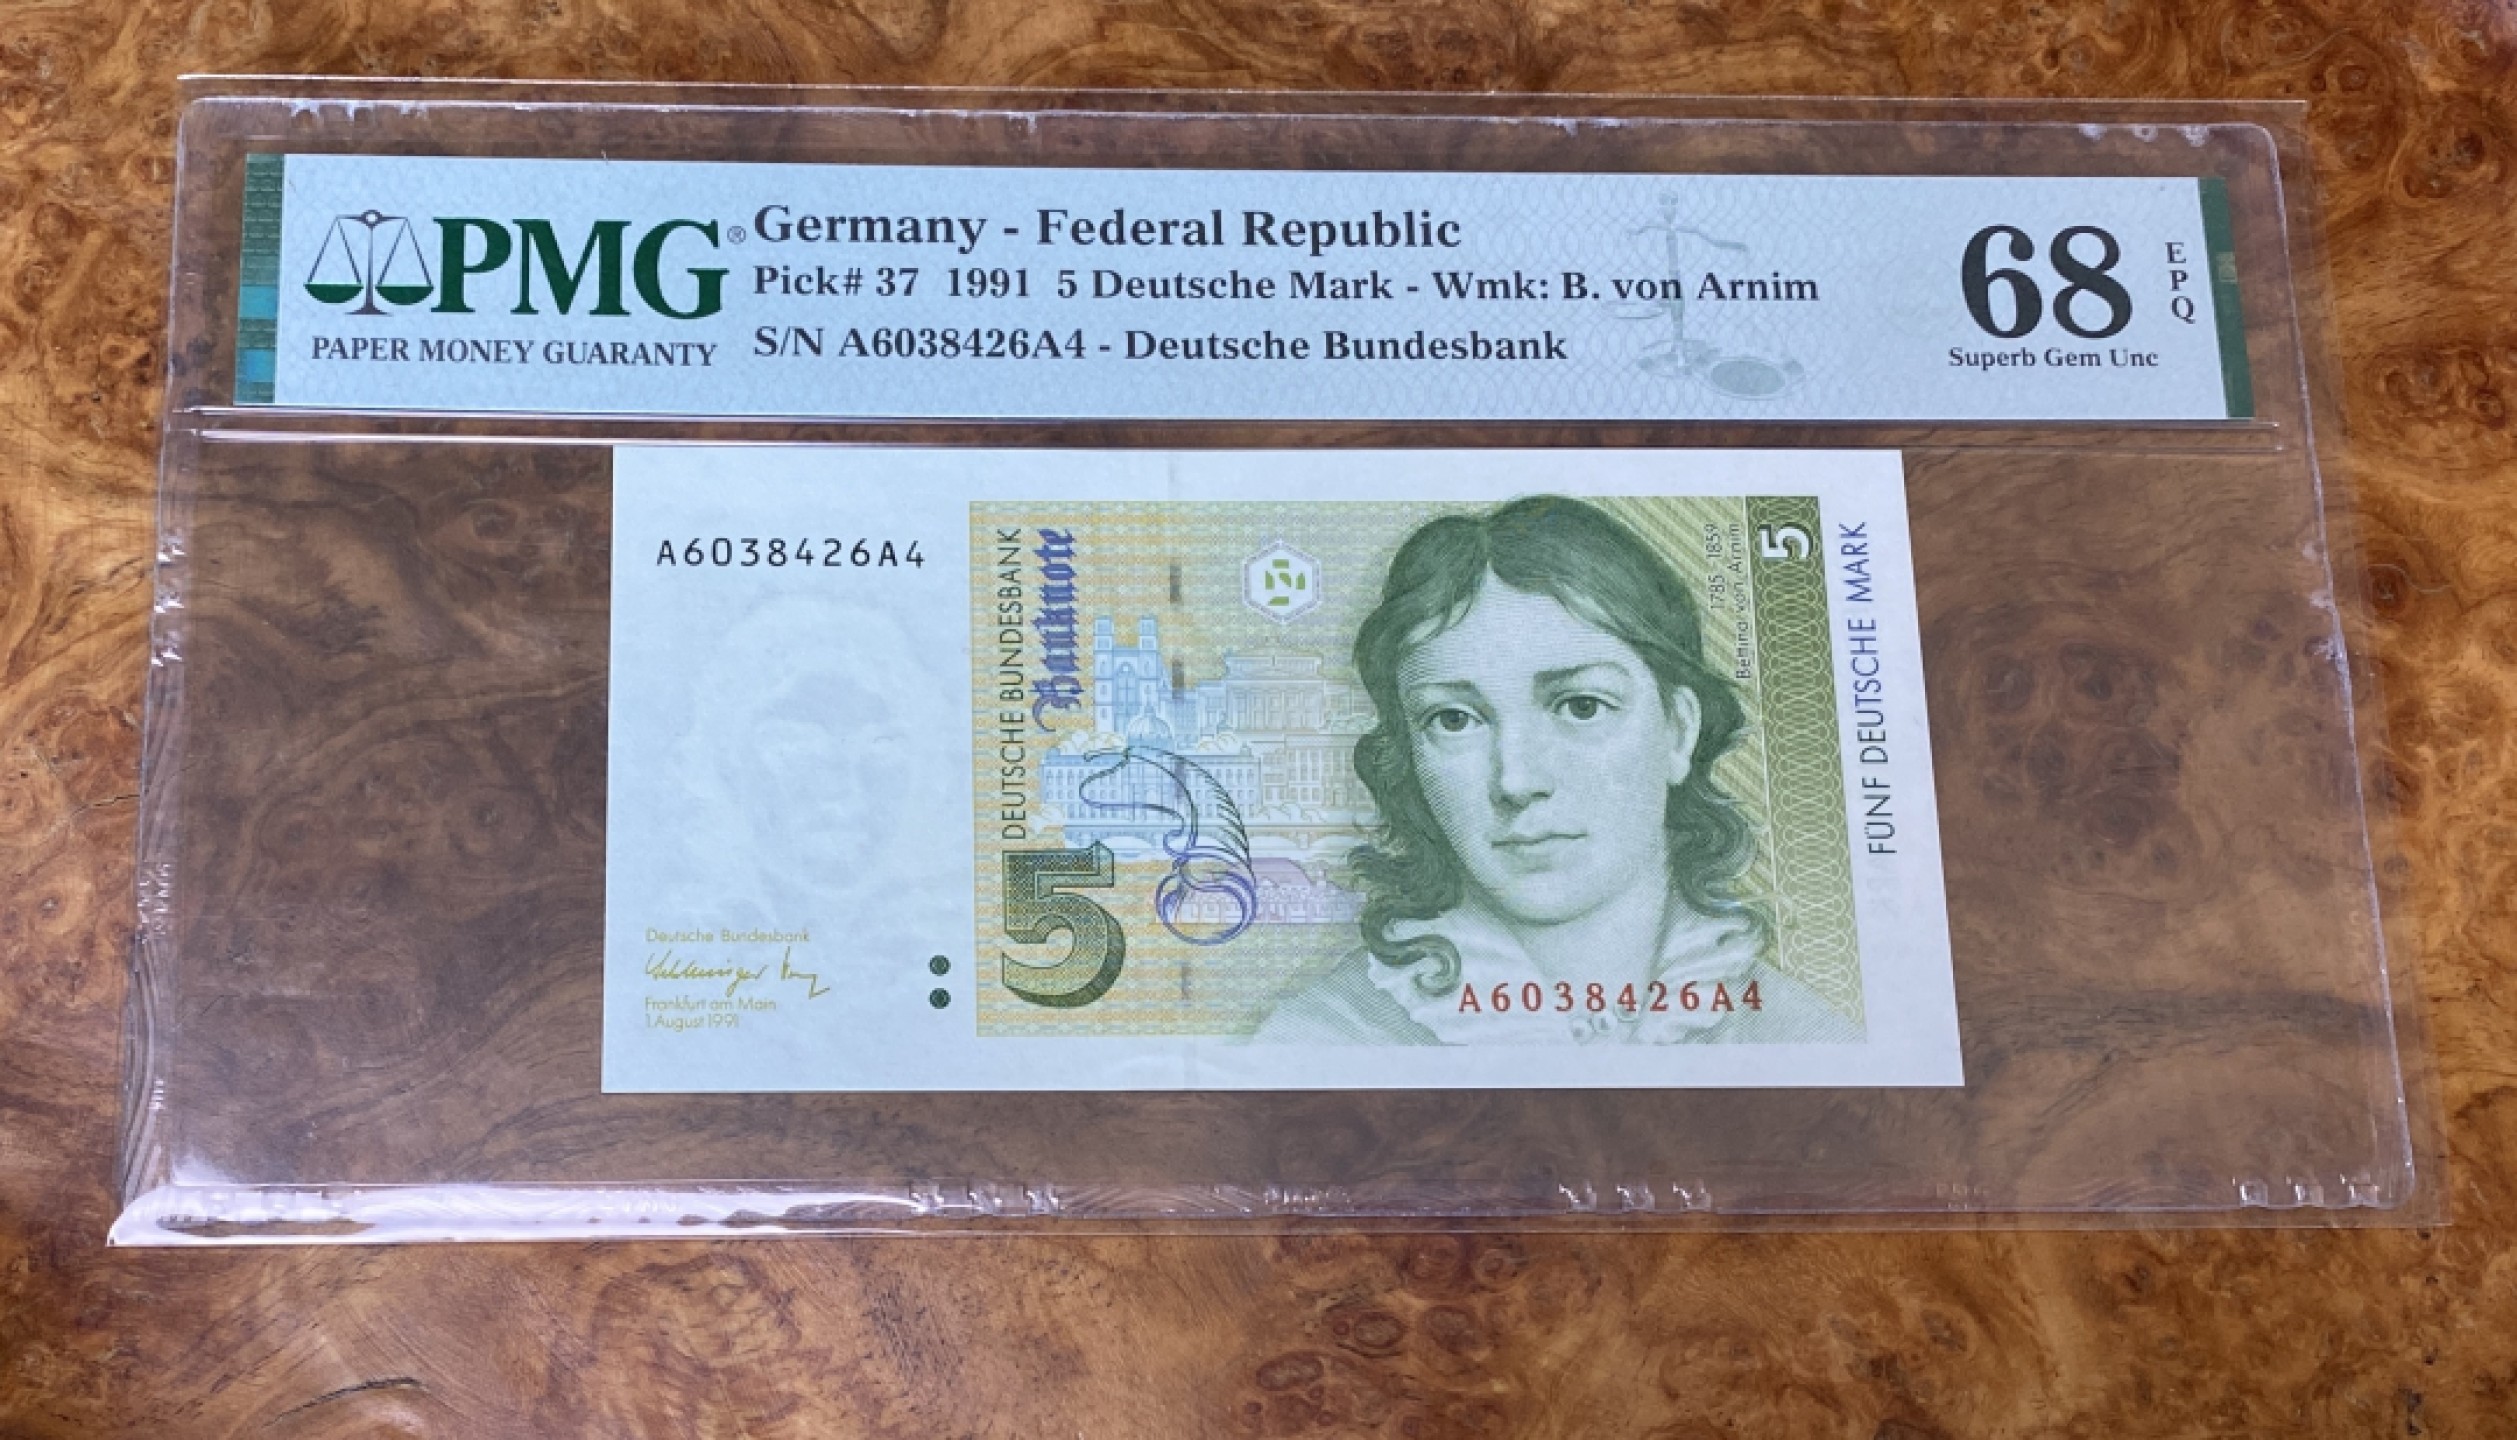 PMG®
PAPER MONEY GUARANTY
Germany - Federal Republic
Pick# 37 1991 5 Deutsche Mark - Wmk: B. von Arnim
S/N A6038426A4 - Deutsche Bundesbank
68
EPQ
Superb Gem Unc
A6038426A4
DEUTSCHE BUNDESBANK
Banknote
1785-1859
Bettina von Arnim
5
FÜNF DEUTSCHE MARK
5
Deutsche Bundesbank
Frankfurt am Main
1. August 1991
A6038426A4